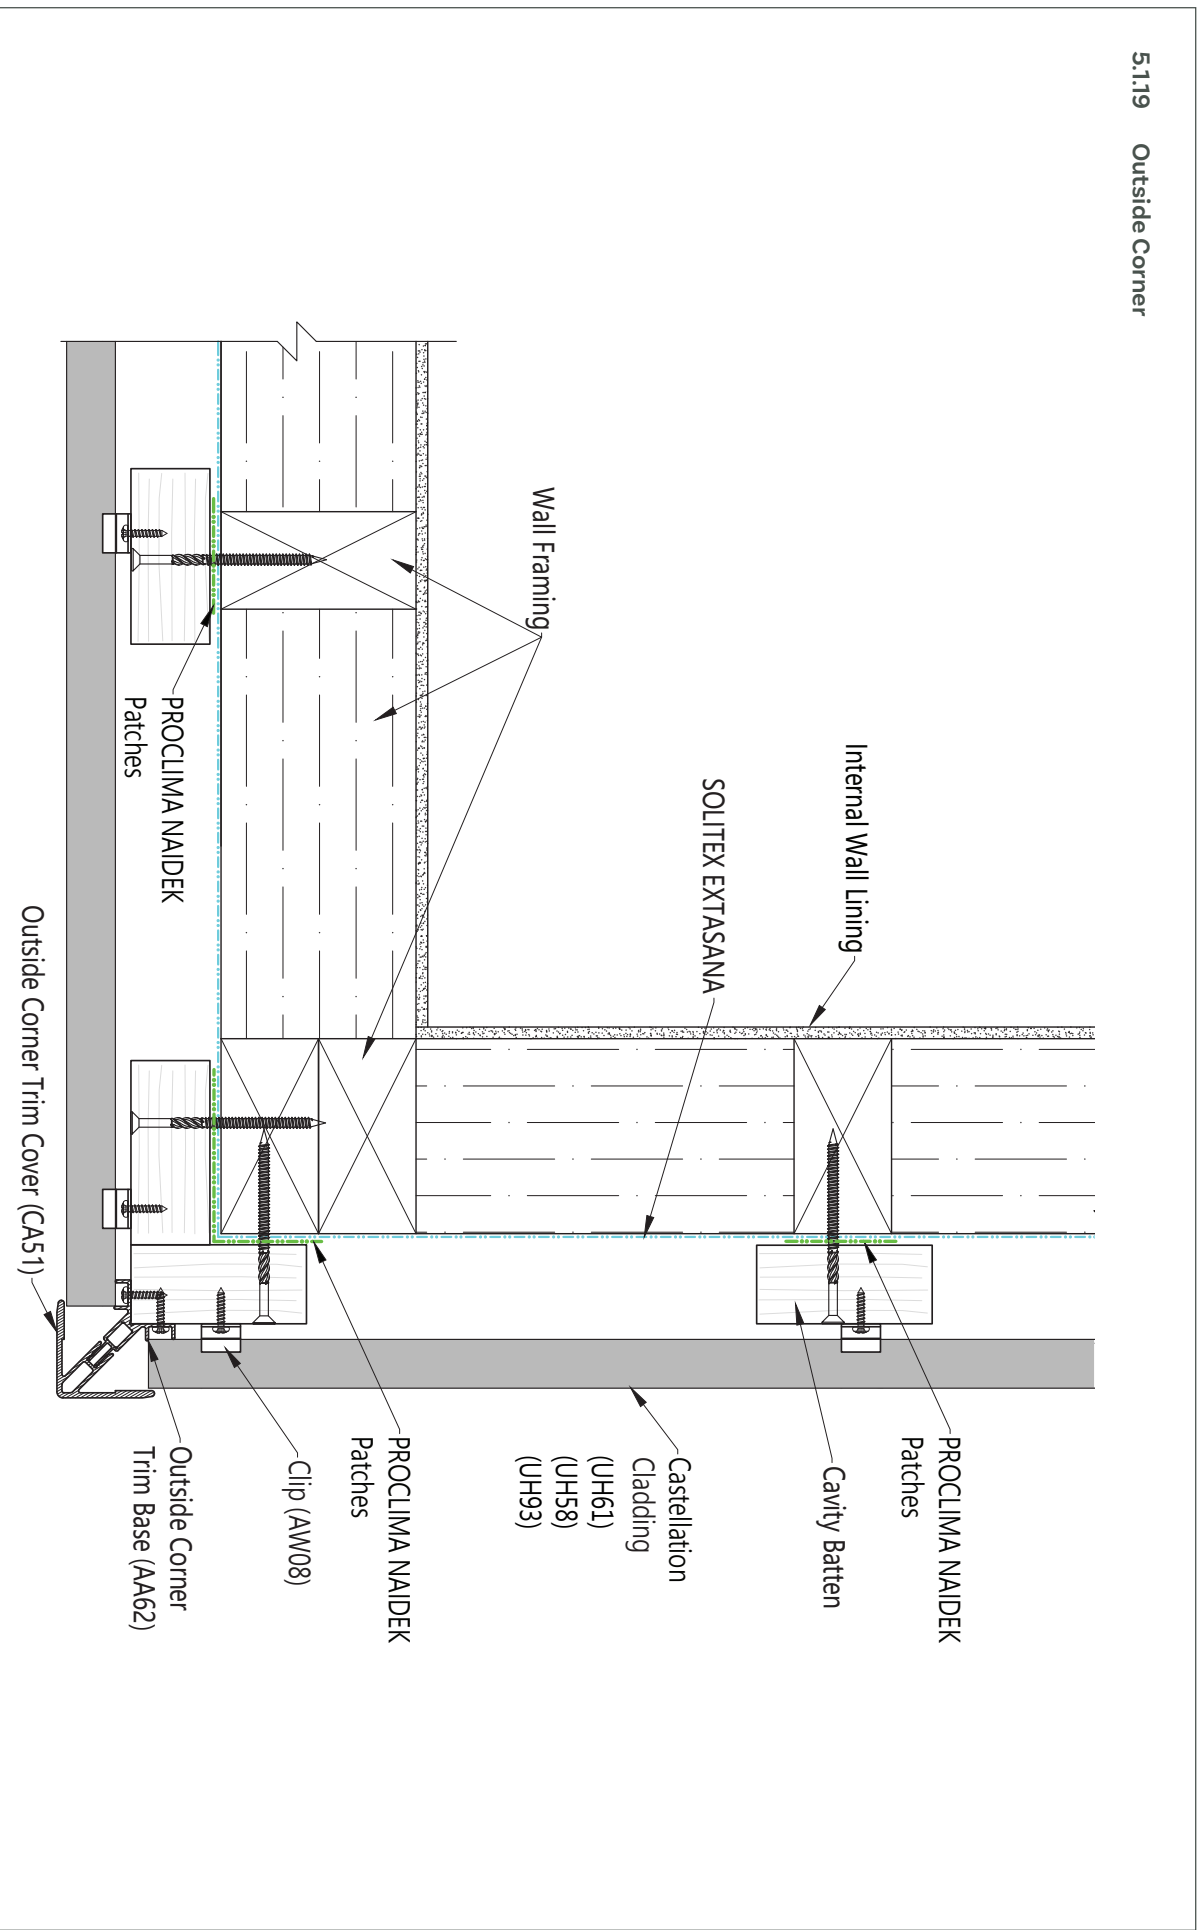 5.1.19 Outside Corner
PROCLIMA NAIDEK
Patches
Cavity Batten
Internal Wall Lining
SOLITEX EXTASANA
Castellation
Cladding
(UH61)
(UH58)
(UH93)
Wall Framing
PROCLIMA NAIDEK
Patches
Clip (AW08)
PROCLIMA NAIDEK
Patches
Outside Corner
Trim Base (AA62)
Outside Corner Trim Cover (CA51)